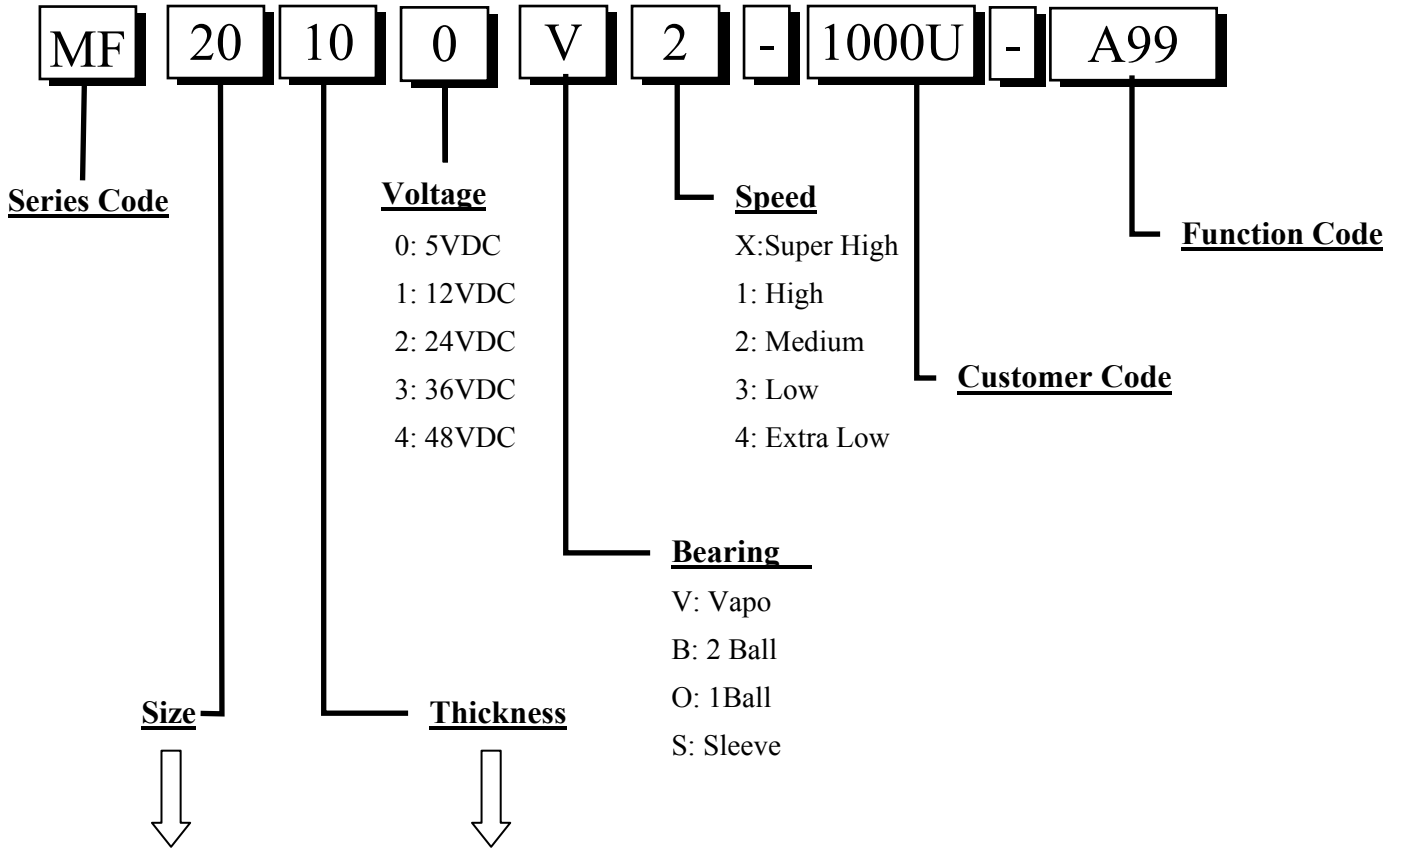 MF 20 10 0 V 2 - 1000U - A99
Series Code
Voltage
0: 5VDC
1: 12VDC
2: 24VDC
3: 36VDC
4: 48VDC
Speed
X:Super High
1: High
2: Medium
3: Low
4: Extra Low
Function Code
Customer Code
Bearing
V: Vapo
B: 2 Ball
O: 1Ball
S: Sleeve
Size
Thickness